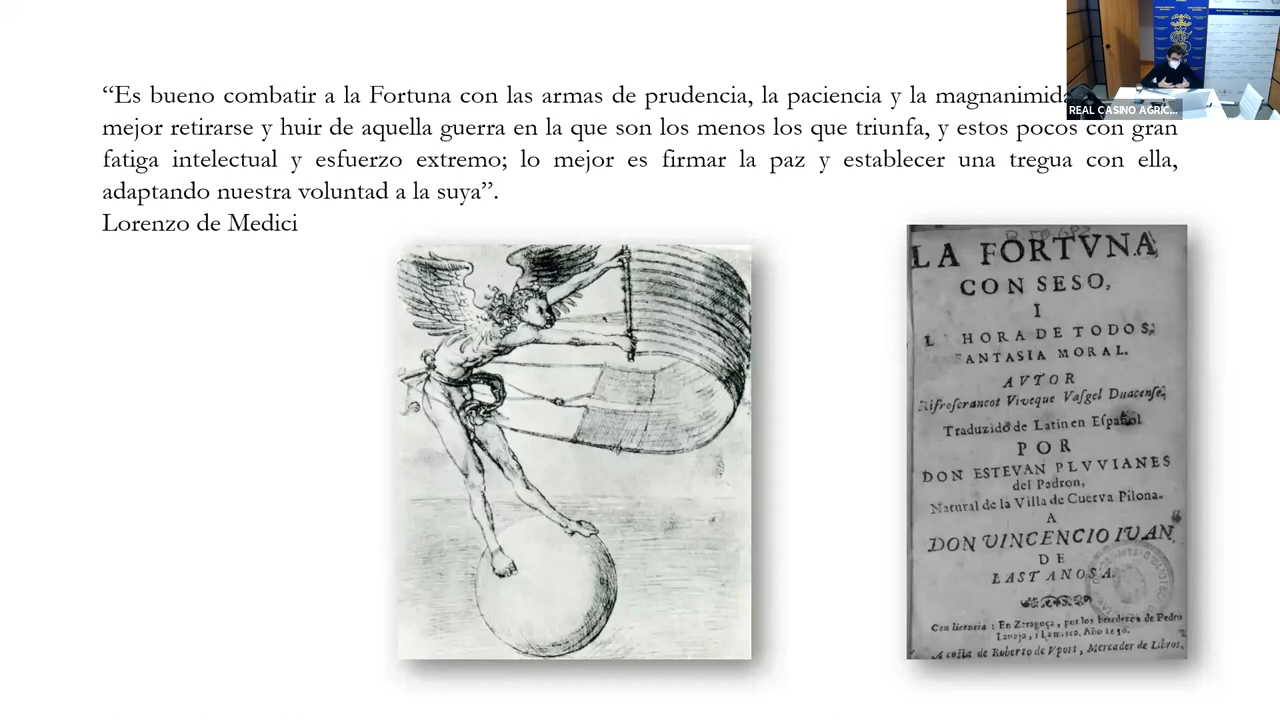 “Es bueno combatir a la Fortuna con las armas de prudencia, la paciencia y la
mejor retirarse y huir de aquella guerra en la que son los menos los que triunfa, y estos pocos con gran
fatiga intelectual y esfuerzo extremo; lo mejor es firmar la paz y establecer una tregua con ella,
adaptando nuestra voluntad a la suya”.
Lorenzo de Medici
REAL CASINO AGRÍC...
LA FORTVNA
CON SESO,
I
HORA DE TODOS,
FANTASIA MORAL.
AVTOR
Rifroscrancot Viveque Vasgel Duacense,
Traduzido de Latin en Español
POR
DON ESTEVAN PLVVIANES
del Padron,
Natural de la Villa de Cuerva Pilona.
A
DON VINCENCIO IVAN
DE
LASTANOSA.
Con licencia: En Zaragoça, por los herederos de Pedro
Lanaja, i Lamarca. Año
A costa de Roberto de Vport, Mercader de Libros.